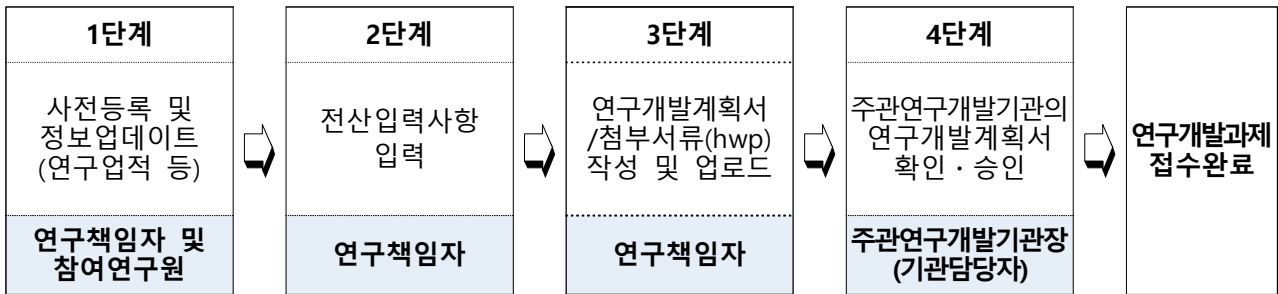 1단계
사전등록 및
정보업데이트
(연구업적 등)
연구책임자 및
참여연구원
2단계
전산입력사항
입력
연구책임자
3단계
연구개발계획서
/첨부서류(hwp)
작성 및 업로드
연구책임자
4단계
주관연구개발기관의
연구개발계획서
확인・승인
주관연구개발기관장
(기관담당자)
연구개발과제
접수완료